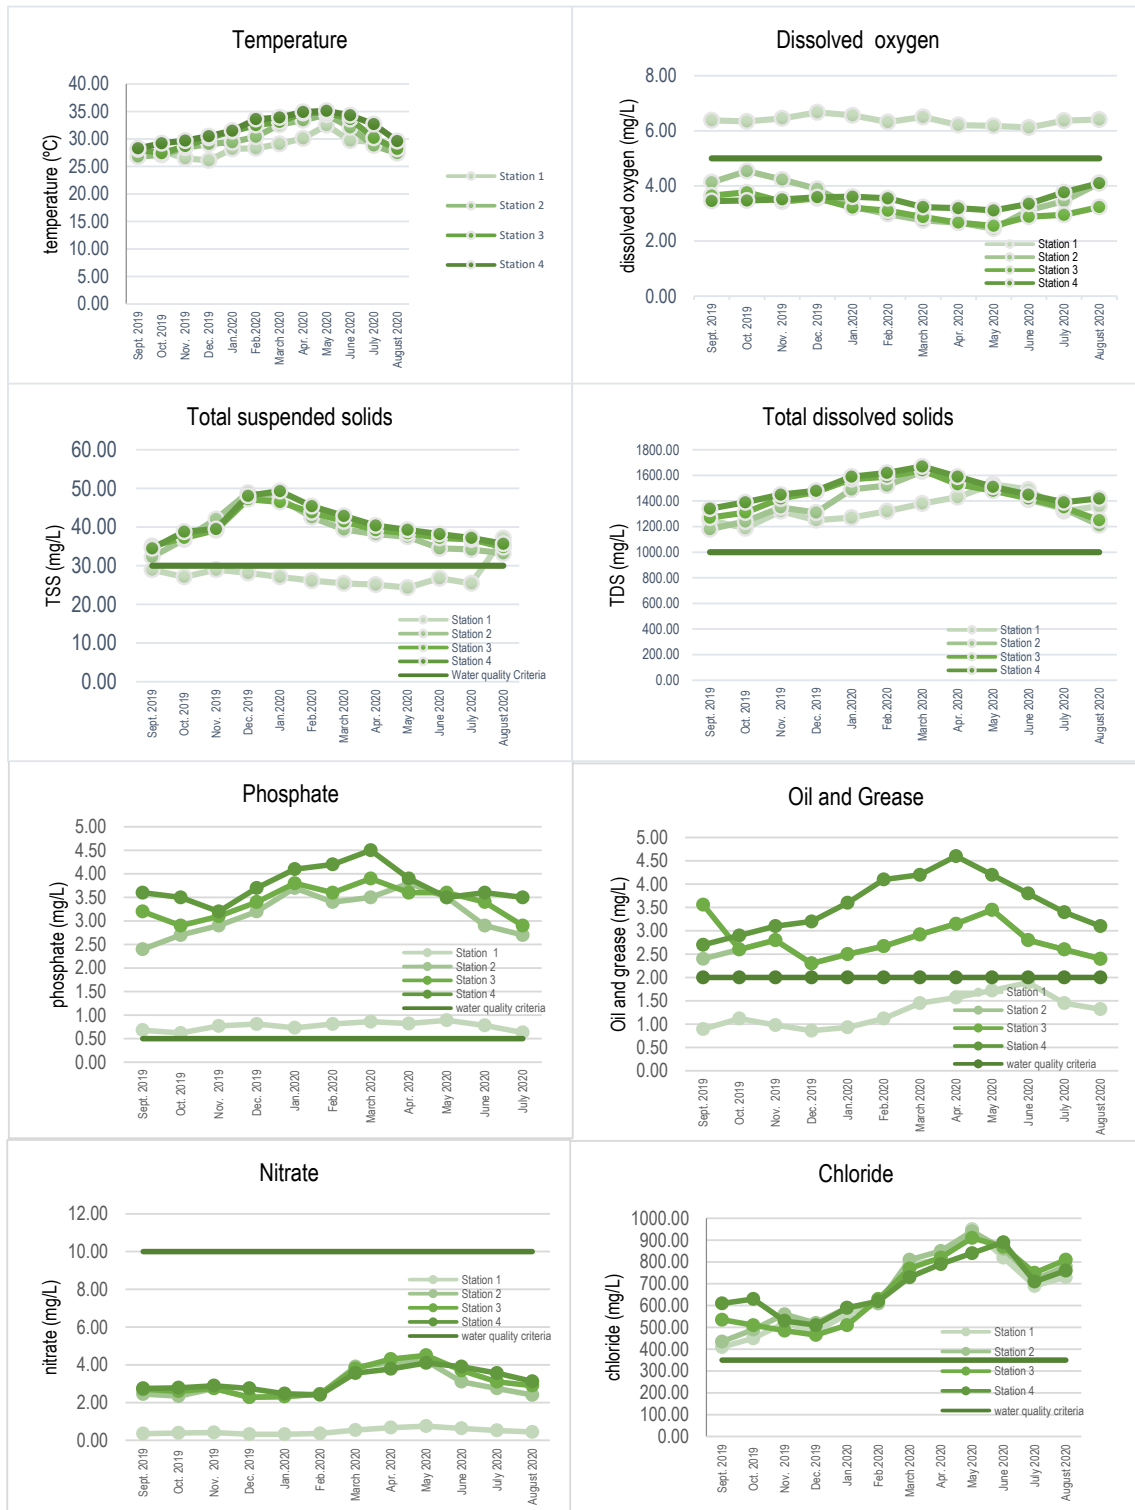 Temperature
temperature (ºC)
40.00
35.00
30.00
25.00
20.00
15.00
10.00
5.00
0.00
Sept. 2019
Oct. 2019
Nov. 2019
Dec. 2019
Jan.2020
Feb.2020
March 2020
Apr. 2020
May 2020
June 2020
July 2020
August 2020
Station 1
Station 2
Station 3
Station 4
Dissolved oxygen
dissolved oxygen (mg/L)
8.00
6.00
4.00
2.00
0.00
Sept. 2019
Oct. 2019
Nov. 2019
Dec. 2019
Jan.2020
Feb.2020
March 2020
Apr. 2020
May 2020
June 2020
July 2020
August 2020
Station 1
Station 2
Station 3
Station 4
Total suspended solids
TSS (mg/L)
60.00
50.00
40.00
30.00
20.00
10.00
0.00
Sept. 2019
Oct. 2019
Nov. 2019
Dec. 2019
Jan.2020
Feb.2020
March 2020
Apr. 2020
May 2020
June 2020
July 2020
August 2020
Station 1
Station 2
Station 3
Station 4
Water quality Criteria
Total dissolved solids
TDS (mg/L)
1800.00
1600.00
1400.00
1200.00
1000.00
800.00
600.00
400.00
200.00
0.00
Sept. 2019
Oct. 2019
Nov. 2019
Dec. 2019
Jan.2020
Feb.2020
March 2020
Apr. 2020
May 2020
June 2020
July 2020
August 2020
Station 1
Station 2
Station 3
Station 4
Phosphate
phosphate (mg/L)
5.00
4.50
4.00
3.50
3.00
2.50
2.00
1.50
1.00
0.50
0.00
Sept. 2019
Oct. 2019
Nov. 2019
Dec. 2019
Jan.2020
Feb.2020
March 2020
Apr. 2020
May 2020
June 2020
July 2020
Station 1
Station 2
Station 3
Station 4
water quality criteria
Oil and Grease
Oil and grease (mg/L)
5.00
4.50
4.00
3.50
3.00
2.50
2.00
1.50
1.00
0.50
0.00
Sept. 2019
Oct. 2019
Nov. 2019
Dec. 2019
Jan.2020
Feb.2020
March 2020
Apr. 2020
May 2020
June 2020
July 2020
August 2020
Station 1
Station 2
Station 3
Station 4
water quality criteria
Nitrate
nitrate (mg/L)
12.00
10.00
8.00
6.00
4.00
2.00
0.00
Sept. 2019
Oct. 2019
Nov. 2019
Dec. 2019
Jan.2020
Feb. 2020
March 2020
Apr. 2020
May 2020
June 2020
July 2020
August 2020
Station 1
Station 2
Station 3
Station 4
water quality criteria
Chloride
chloride (mg/L)
1000.00
900.00
800.00
700.00
600.00
500.00
400.00
300.00
200.00
100.00
0.00
Sept. 2019
Oct. 2019
Nov. 2019
Dec. 2019
Jan.2020
Feb.2020
March 2020
Apr. 2020
May 2020
June 2020
July 2020
August 2020
Station 1
Station 2
Station 3
Station 4
water quality criteria